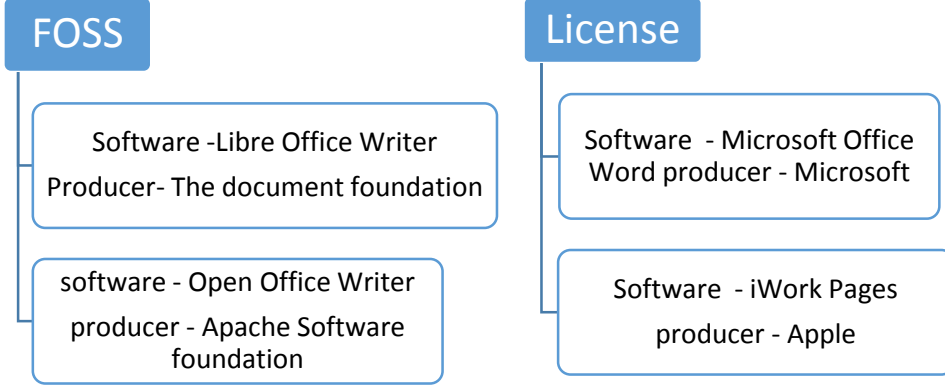 FOSS
Software -Libre Office Writer
Producer- The document foundation
software - Open Office Writer
producer - Apache Software
foundation
License
Software  - Microsoft Office
Word producer - Microsoft
Software  - iWork Pages
producer - Apple